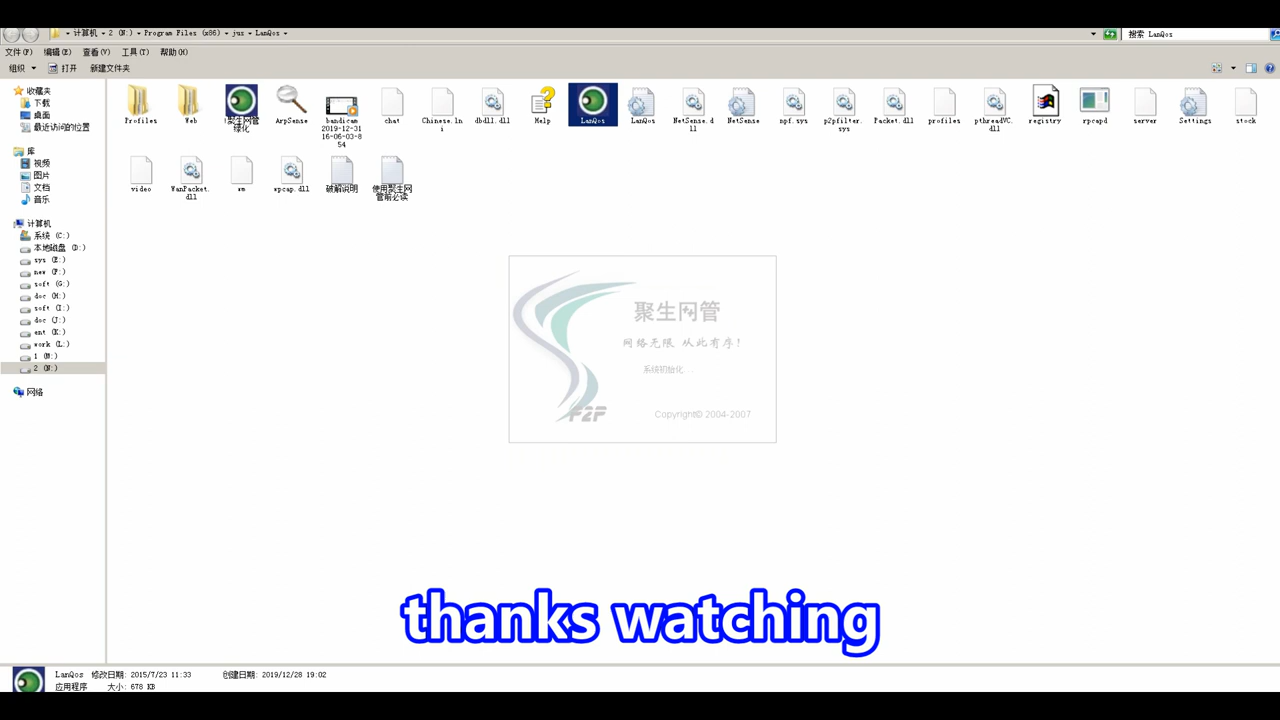 计算机 2 (N:) Program Files (x86) juz LanQos
搜索 LanQos
文件(F) 编辑(E) 查看(V) 工具(T) 帮助(H)
组织 打开 新建文件夹
收藏夹
下载
桌面
最近访问的位置
库
视频
图片
文档
音乐
计算机
系统 (C:)
本地磁盘 (D:)
sys (E:)
new (F:)
soft (G:)
doc (H:)
soft (I:)
doc (J:)
ent (K:)
work (L:)
1 (M:)
2 (N:)
网络
Profiles
Web
!聚生网管
绿化
ArpSense
bandicam
2019-12-31
16-06-03-8
54
chat
Chinese.ln
i
dbdll.dll
Help
LanQos
LanQos
NetSense.d
ll
NetSense
npf.sys
p2pfilter.
sys
Packet.dll
profiles
pthreadVC.
dll
registry
rpcapd
server
Settings
stock
video
WanPacket.
dll
wm
wpcap.dll
破解说明
使用聚生网
管前必读
聚生网管
网络无限 从此有序!
系统初始化...
P2P
Copyright© 2004-2007
thanks watching
LanQos 修改日期: 2015/7/23 11:33 创建日期: 2019/12/28 19:02
应用程序 大小: 678 KB